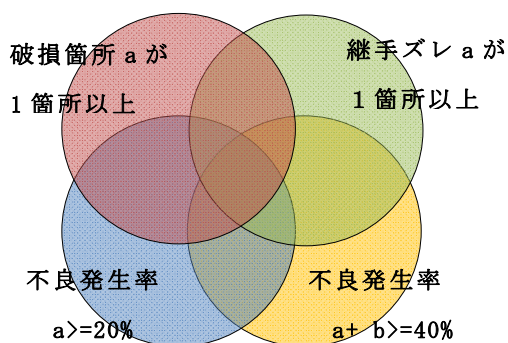 破損箇所aが
1箇所以上
継手ズレaが
1箇所以上
不良発生率
a>=20%
不良発生率
a+ b>=40%